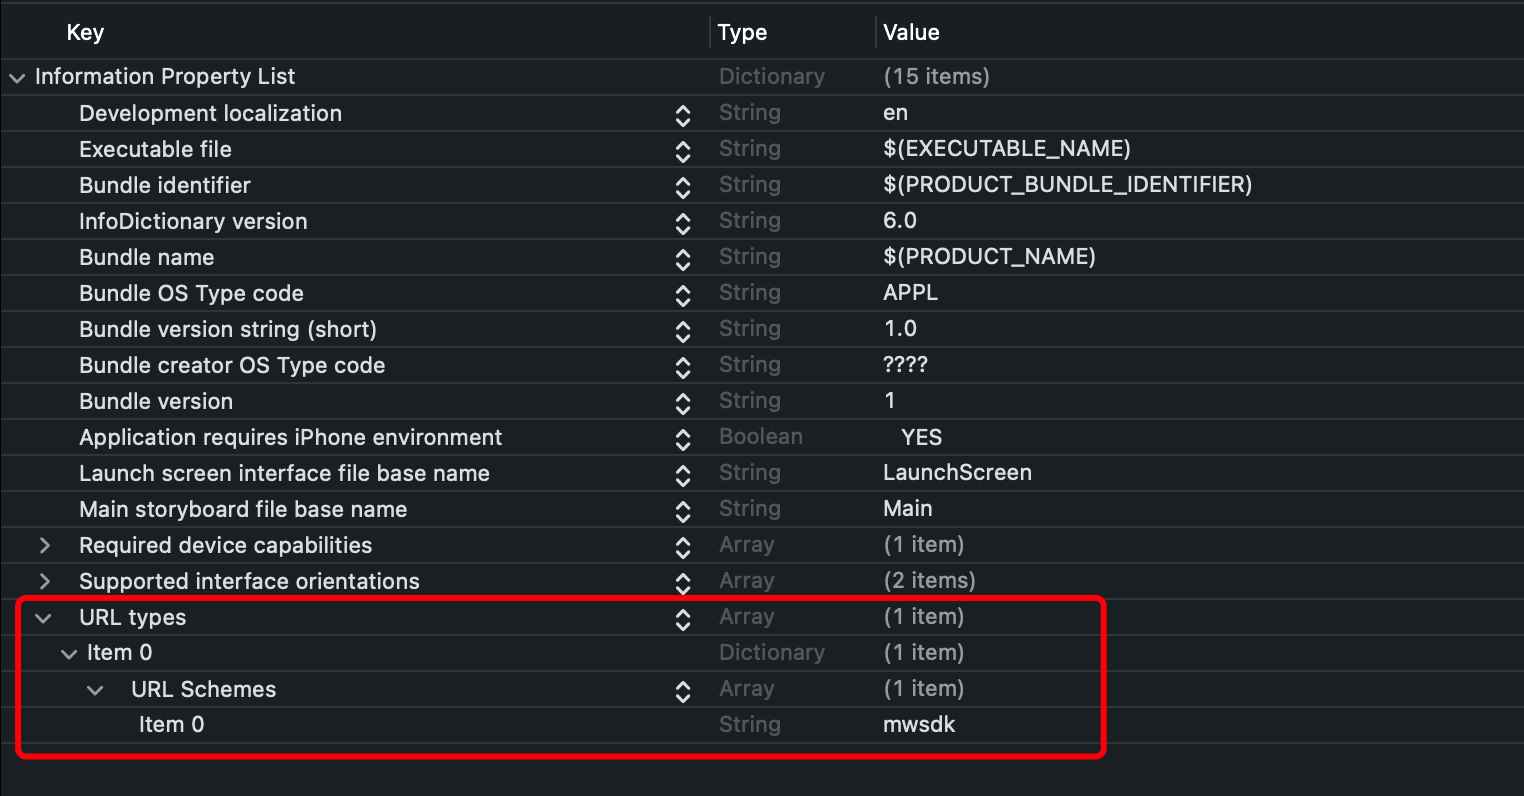 Key Type Value
Information Property List Dictionary (15 items)
Development localization String en
Executable file String $(EXECUTABLE_NAME)
Bundle identifier String $(PRODUCT_BUNDLE_IDENTIFIER)
InfoDictionary version String 6.0
Bundle name String $(PRODUCT_NAME)
Bundle OS Type code String APPL
Bundle version string (short) String 1.0
Bundle creator OS Type code String ????
Bundle version String 1
Application requires iPhone environment Boolean YES
Launch screen interface file base name String LaunchScreen
Main storyboard file base name String Main
Required device capabilities Array (1 item)
Supported interface orientations Array (2 items)
URL types Array (1 item)
Item 0 Dictionary (1 item)
URL Schemes Array (1 item)
Item 0 String mwsdk